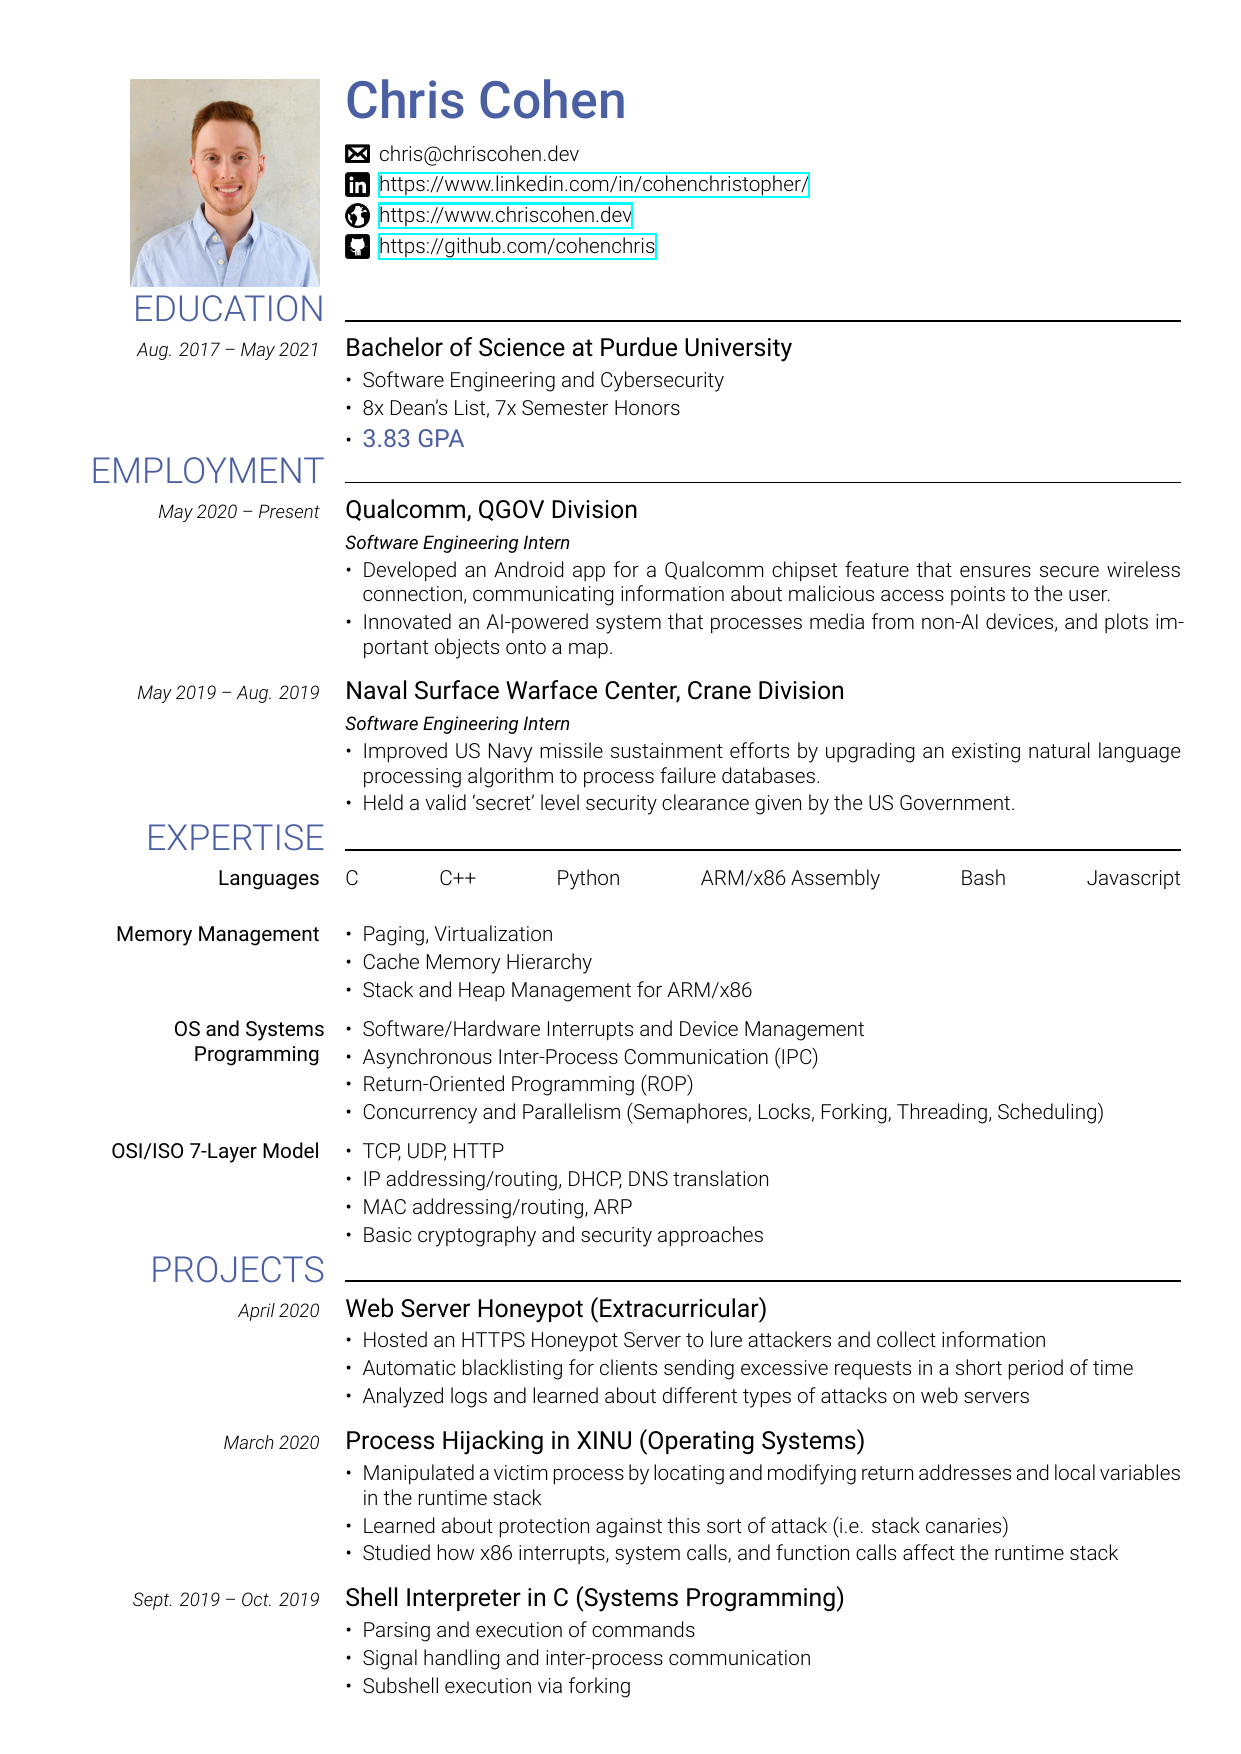 Chris Cohen
chris@chriscohen.dev
https://www.linkedin.com/in/cohenchristopher/
https://www.chriscohen.dev
https://github.com/cohenchris
EDUCATION
Aug. 2017 – May 2021 Bachelor of Science at Purdue University
• Software Engineering and Cybersecurity
• 8x Dean’s List, 7x Semester Honors
• 3.83 GPA
EMPLOYMENT
May 2020 – Present Qualcomm, QGOV Division
Software Engineering Intern
• Developed an Android app for a Qualcomm chipset feature that ensures secure wireless
connection, communicating information about malicious access points to the user.
• Innovated an AI-powered system that processes media from non-AI devices, and plots im-
portant objects onto a map.
May 2019 – Aug. 2019 Naval Surface Warface Center, Crane Division
Software Engineering Intern
• Improved US Navy missile sustainment efforts by upgrading an existing natural language
processing algorithm to process failure databases.
• Held a valid ‘secret’ level security clearance given by the US Government.
EXPERTISE
Languages C C++ Python ARM/x86 Assembly Bash Javascript
Memory Management • Paging, Virtualization
• Cache Memory Hierarchy
• Stack and Heap Management for ARM/x86
OS and Systems • Software/Hardware Interrupts and Device Management
Programming • Asynchronous Inter-Process Communication (IPC)
• Return-Oriented Programming (ROP)
• Concurrency and Parallelism (Semaphores, Locks, Forking, Threading, Scheduling)
OSI/ISO 7-Layer Model • TCP, UDP, HTTP
• IP addressing/routing, DHCP, DNS translation
• MAC addressing/routing, ARP
• Basic cryptography and security approaches
PROJECTS
April 2020 Web Server Honeypot (Extracurricular)
• Hosted an HTTPS Honeypot Server to lure attackers and collect information
• Automatic blacklisting for clients sending excessive requests in a short period of time
• Analyzed logs and learned about different types of attacks on web servers
March 2020 Process Hijacking in XINU (Operating Systems)
• Manipulated a victim process by locating and modifying return addresses and local variables
in the runtime stack
• Learned about protection against this sort of attack (i.e. stack canaries)
• Studied how x86 interrupts, system calls, and function calls affect the runtime stack
Sept. 2019 – Oct. 2019 Shell Interpreter in C (Systems Programming)
• Parsing and execution of commands
• Signal handling and inter-process communication
• Subshell execution via forking